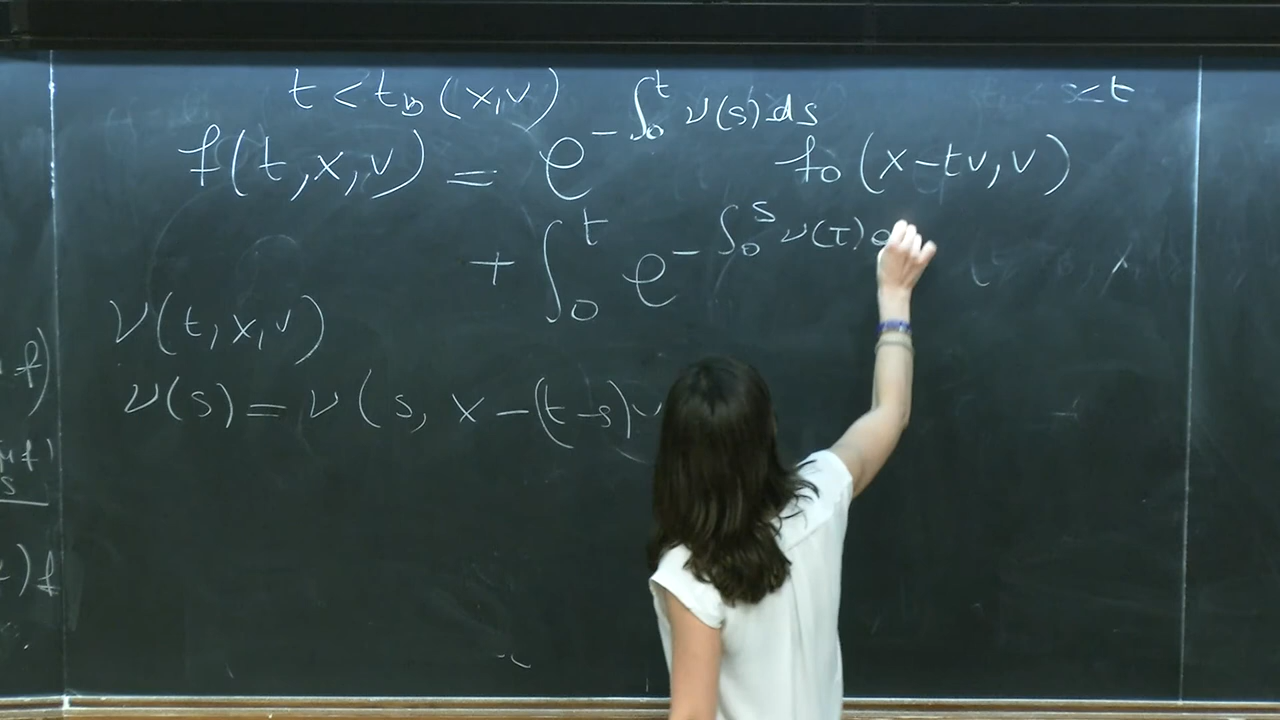 t < t_b (x,v)
s < t
f(t,x,v) = e^{-∫_0^t ν(s) ds} f_0 (x-tv, v)
+ ∫_0^t e^{-∫_0^s ν(τ)
ν(t, x, v)
ν(s) = ν(s, x-(t-s)v
f)
s
)f